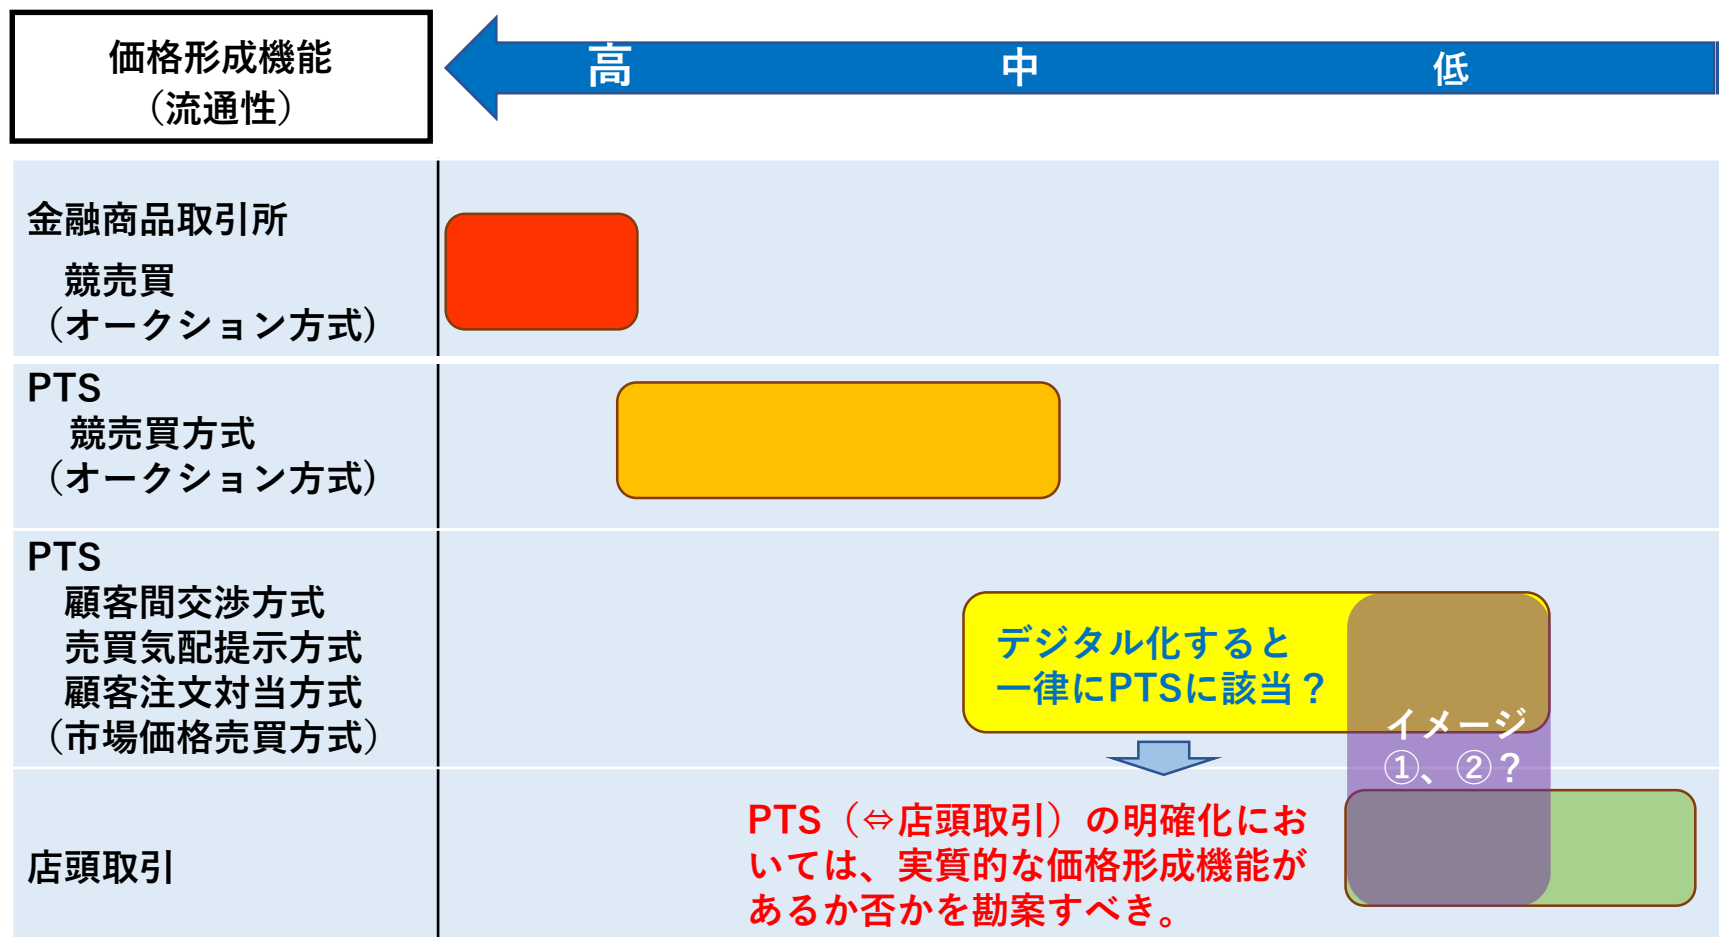 価格形成機能
（流通性）
高 中 低
金融商品取引所
競売買
（オークション方式）
PTS
競売買方式
（オークション方式）
PTS
顧客間交渉方式
売買気配提示方式
顧客注文対当方式
（市場価格売買方式）
デジタル化すると
一律にPTSに該当？
イメージ
①、②？
PTS（⇔店頭取引）の明確化にお
いては、実質的な価格形成機能が
あるか否かを勘案すべき。
店頭取引